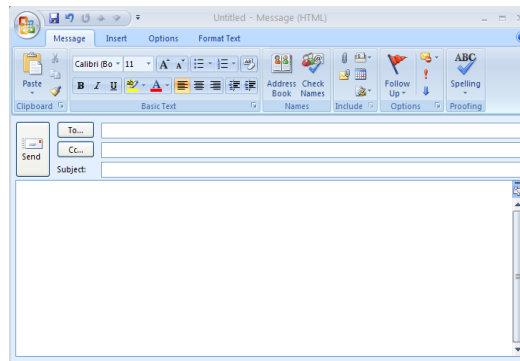 Untitled - Message (HTML)
Message Insert Options Format Text
Calibri (Bo 11 A A
Paste B I U ab A Address Book Check Names Follow Up ABC Spelling
Clipboard Basic Text Names Include Options Proofing
To...
Send Cc...
Subject: